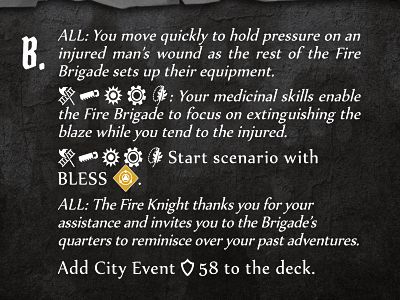 B.
ALL: You move quickly to hold pressure on an
injured man's wound as the rest of the Fire
Brigade sets up their equipment.
: Your medicinal skills enable
the Fire Brigade to focus on extinguishing the
blaze while you tend to the injured.
Start scenario with
BLESS .
ALL: The Fire Knight thanks you for your
assistance and invites you to the Brigade's
quarters to reminisce over your past adventures.
Add City Event 58 to the deck.